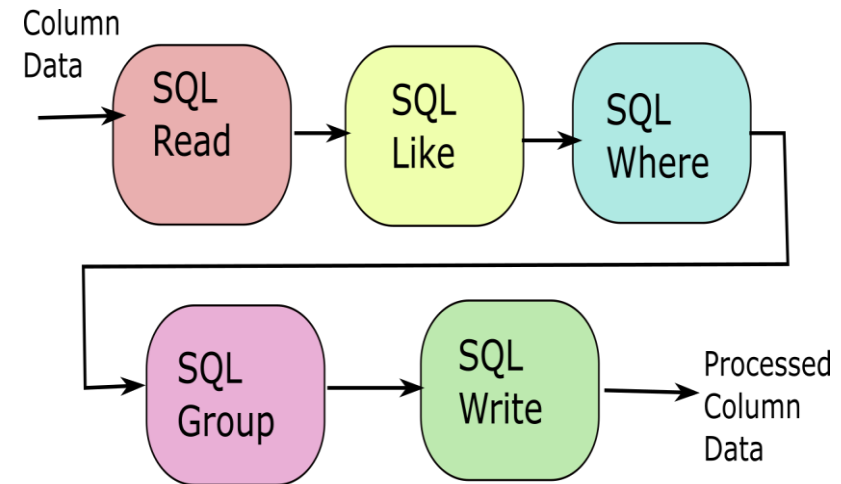 Column
Data
SQL
Read
SQL
Like
SQL
Where
SQL
Group
SQL
Write
Processed
Column
Data